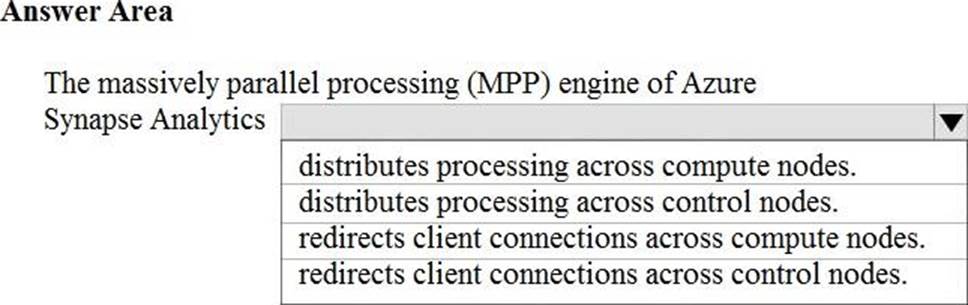 Answer Area
The massively parallel processing (MPP) engine of Azure
Synapse Analytics
distributes processing across compute nodes.
distributes processing across control nodes.
redirects client connections across compute nodes.
redirects client connections across control nodes.